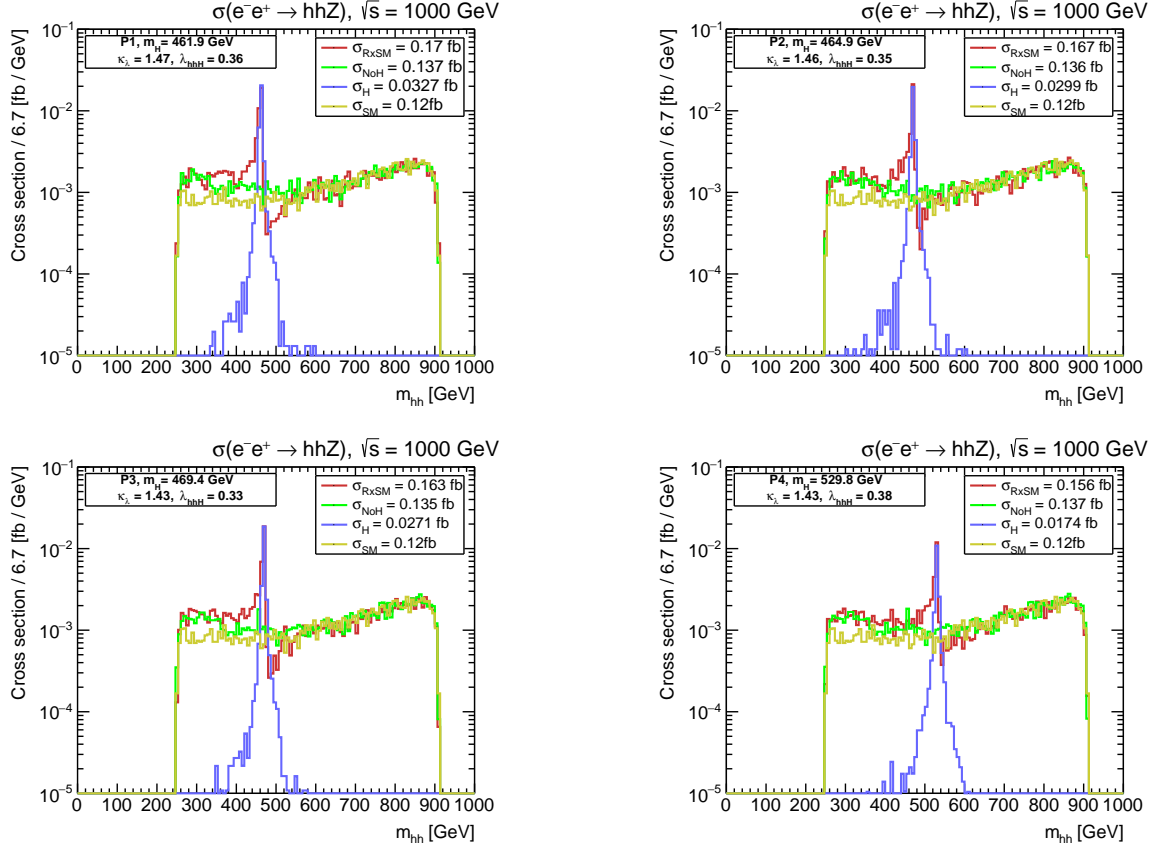 σ(e⁻e⁺ → hhZ), √s = 1000 GeV
P1, m_H = 461.9 GeV
κ_λ = 1.47, λ_hhH = 0.36
σ_RxSM = 0.17 fb
σ_NoH = 0.137 fb
σ_H = 0.0327 fb
σ_SM = 0.12fb
Cross section / 6.7 [fb / GeV]
10⁻¹
10⁻²
10⁻³
10⁻⁴
10⁻⁵
0 100 200 300 400 500 600 700 800 900 1000
m_hh [GeV]
σ(e⁻e⁺ → hhZ), √s = 1000 GeV
P2, m_H = 464.9 GeV
κ_λ = 1.46, λ_hhH = 0.35
σ_RxSM = 0.167 fb
σ_NoH = 0.136 fb
σ_H = 0.0299 fb
σ_SM = 0.12fb
Cross section / 6.7 [fb / GeV]
10⁻¹
10⁻²
10⁻³
10⁻⁴
10⁻⁵
0 100 200 300 400 500 600 700 800 900 1000
m_hh [GeV]
σ(e⁻e⁺ → hhZ), √s = 1000 GeV
P3, m_H = 469.4 GeV
κ_λ = 1.43, λ_hhH = 0.33
σ_RxSM = 0.163 fb
σ_NoH = 0.135 fb
σ_H = 0.0271 fb
σ_SM = 0.12fb
Cross section / 6.7 [fb / GeV]
10⁻¹
10⁻²
10⁻³
10⁻⁴
10⁻⁵
0 100 200 300 400 500 600 700 800 900 1000
m_hh [GeV]
σ(e⁻e⁺ → hhZ), √s = 1000 GeV
P4, m_H = 529.8 GeV
κ_λ = 1.43, λ_hhH = 0.38
σ_RxSM = 0.156 fb
σ_NoH = 0.137 fb
σ_H = 0.0174 fb
σ_SM = 0.12fb
Cross section / 6.7 [fb / GeV]
10⁻¹
10⁻²
10⁻³
10⁻⁴
10⁻⁵
0 100 200 300 400 500 600 700 800 900 1000
m_hh [GeV]